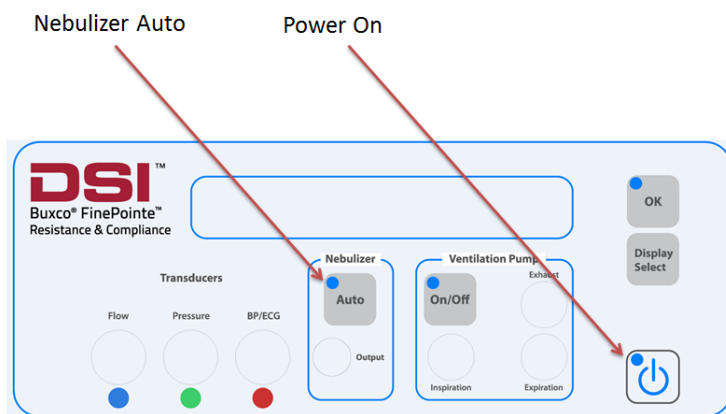 Nebulizer Auto
Power On
DSI™
Buxco® FinePointe™
Resistance & Compliance
OK
Display
Select
Transducers
Flow
Pressure
BP/ECG
Nebulizer
Auto
Output
Ventilation Pump
On/Off
Exhaust
Inspiration
Expiration